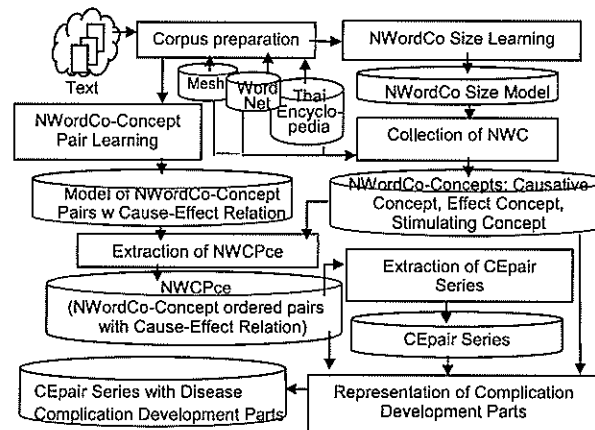 Text
Corpus preparation
NWordCo Size Learning
Mesh
Word
Net
Thai
Encyclo-
pedia
NWordCo Size Model
NWordCo-Concept
Pair Learning
Collection of NWC
Model of NWordCo-Concept
Pairs w Cause-Effect Relation
NWordCo-Concepts: Causative
Concept, Effect Concept,
Stimulating Concept
Extraction of NWCPce
NWCPce
(NWordCo-Concept ordered pairs
with Cause-Effect Relation)
Extraction of CEpair
Series
CEpair Series
CEpair Series with Disease
Complication Development Parts
Representation of Complication
Development Parts